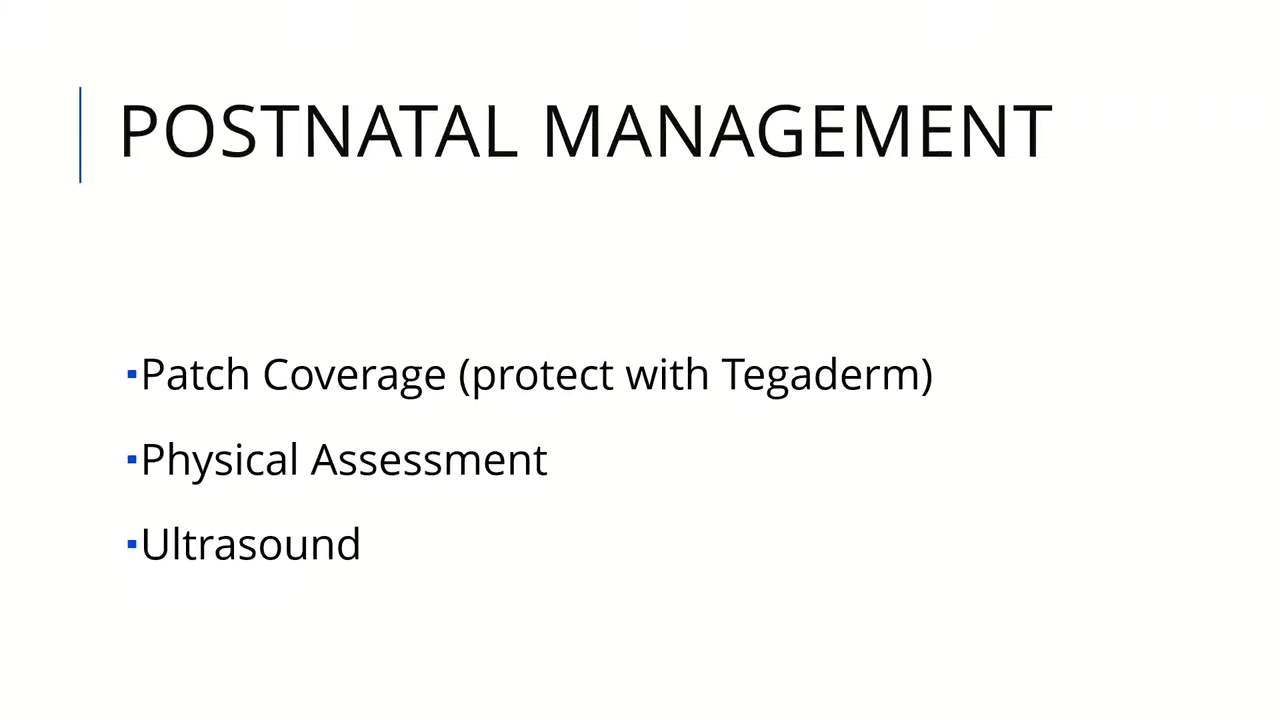 POSTNATAL MANAGEMENT
▪Patch Coverage (protect with Tegaderm)
▪Physical Assessment
▪Ultrasound